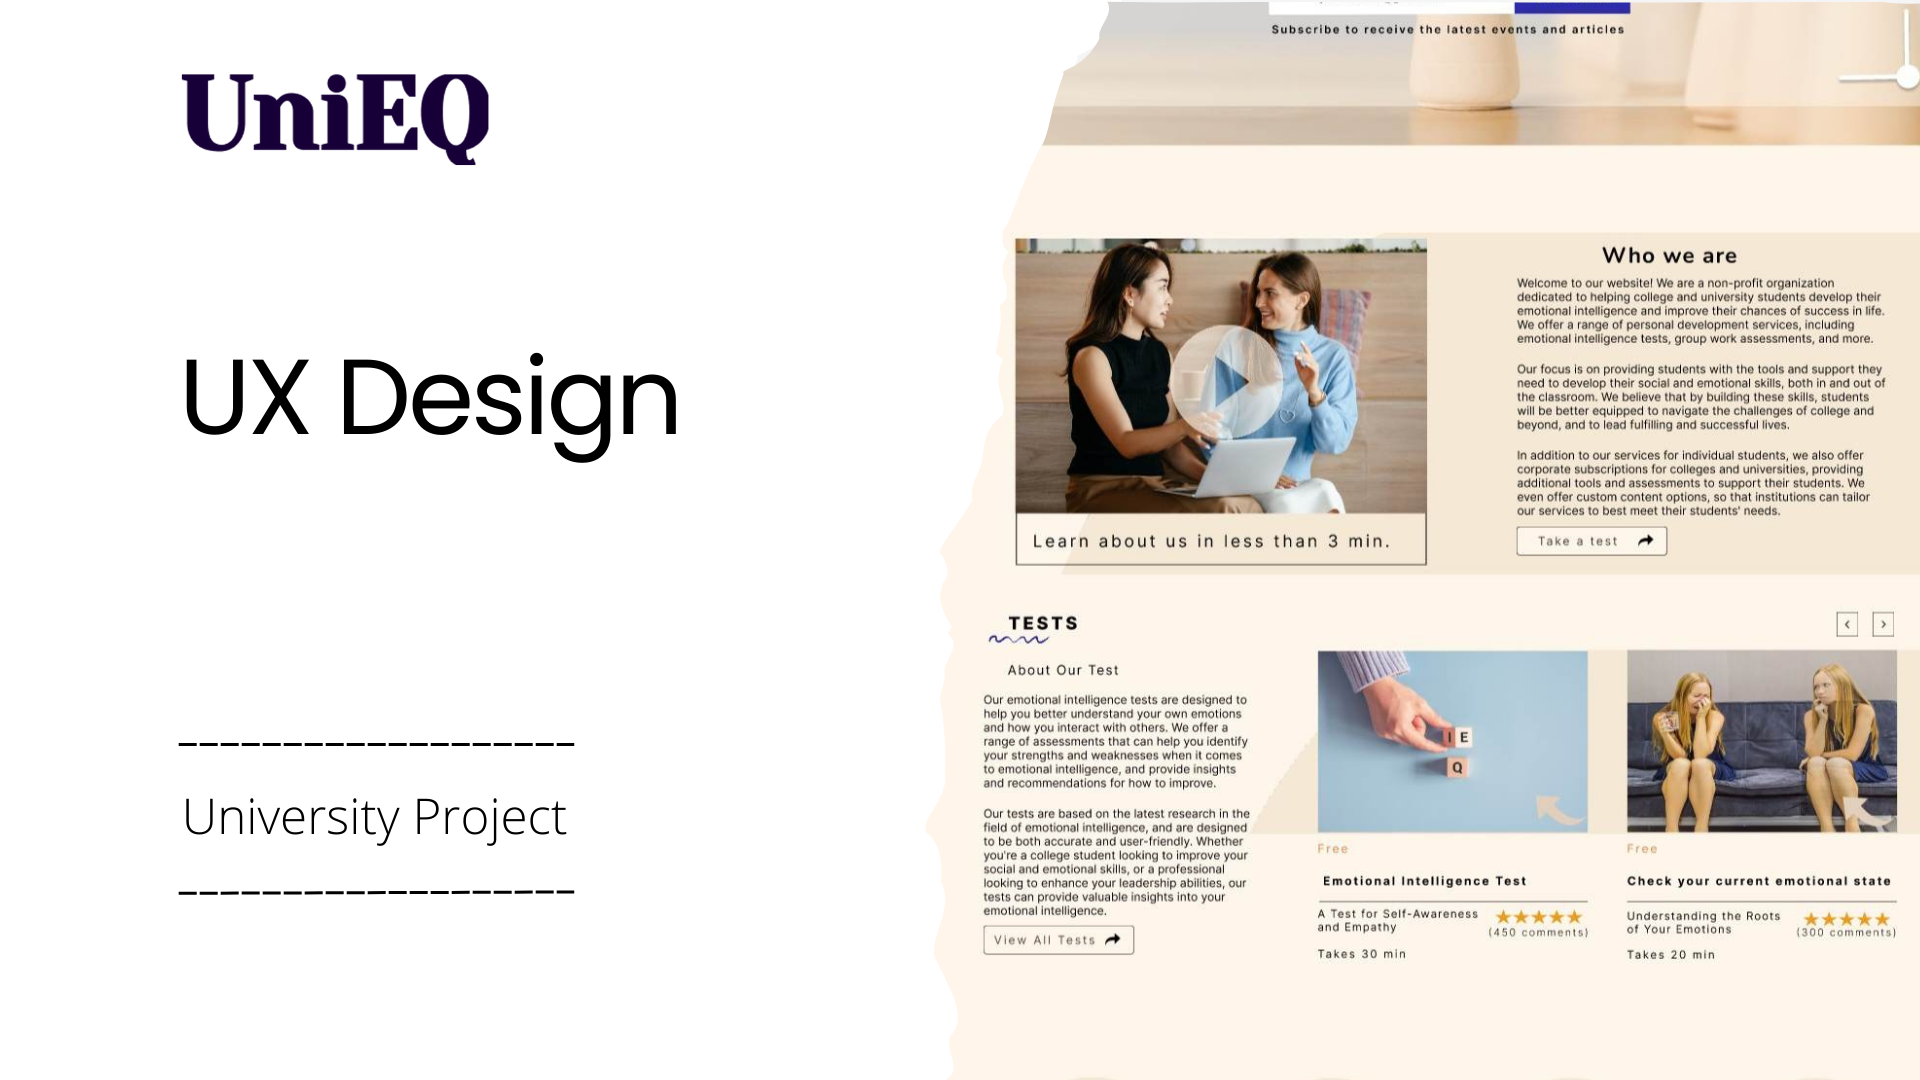 UniEQ
UX Design
University Project
Subscribe to receive the latest events and articles
Who we are
Welcome to our website! We are a non-profit organization
dedicated to helping college and university students develop their
emotional intelligence and improve their chances of success in life.
We offer a range of personal development services, including
emotional intelligence tests, group work assessments, and more.
Our focus is on providing students with the tools and support they
need to develop their social and emotional skills, both in and out of
the classroom. We believe that by building these skills, students
will be better equipped to navigate the challenges of college and
beyond, and to lead fulfilling and successful lives.
In addition to our services for individual students, we also offer
corporate subscriptions for colleges and universities, providing
additional tools and assessments to support their students. We
even offer custom content options, so that institutions can tailor
our services to best meet their students' needs.
Take a test
Learn about us in less than 3 min.
TESTS
About Our Test
Our emotional intelligence tests are designed to
help you better understand your own emotions
and how you interact with others. We offer a
range of assessments that can help you identify
your strengths and weaknesses when it comes
to emotional intelligence, and provide insights
and recommendations for how to improve.
Our tests are based on the latest research in the
field of emotional intelligence, and are designed
to be both accurate and user-friendly. Whether
you're a college student looking to improve your
social and emotional skills, or a professional
looking to enhance your leadership abilities, our
tests can provide valuable insights into your
emotional intelligence.
View All Tests
I E
Q
Free
Emotional Intelligence Test
A Test for Self-Awareness
and Empathy
(450 comments)
Takes 30 min
Free
Check your current emotional state
Understanding the Roots
of Your Emotions
(300 comments)
Takes 20 min